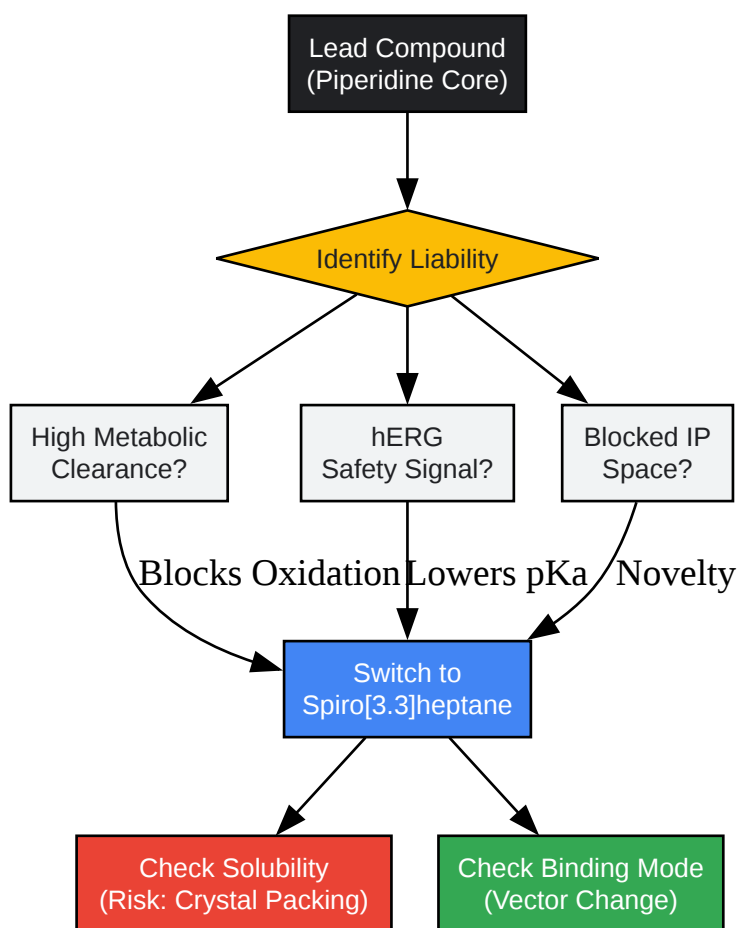 Lead Compound
(Piperidine Core)
Identify Liability
High Metabolic
Clearance?
hERG
Safety Signal?
Blocked IP
Space?
Blocks Oxidation
Lowers pKa
Novelty
Switch to
Spiro[3.3]heptane
Check Solubility
(Risk: Crystal Packing)
Check Binding Mode
(Vector Change)